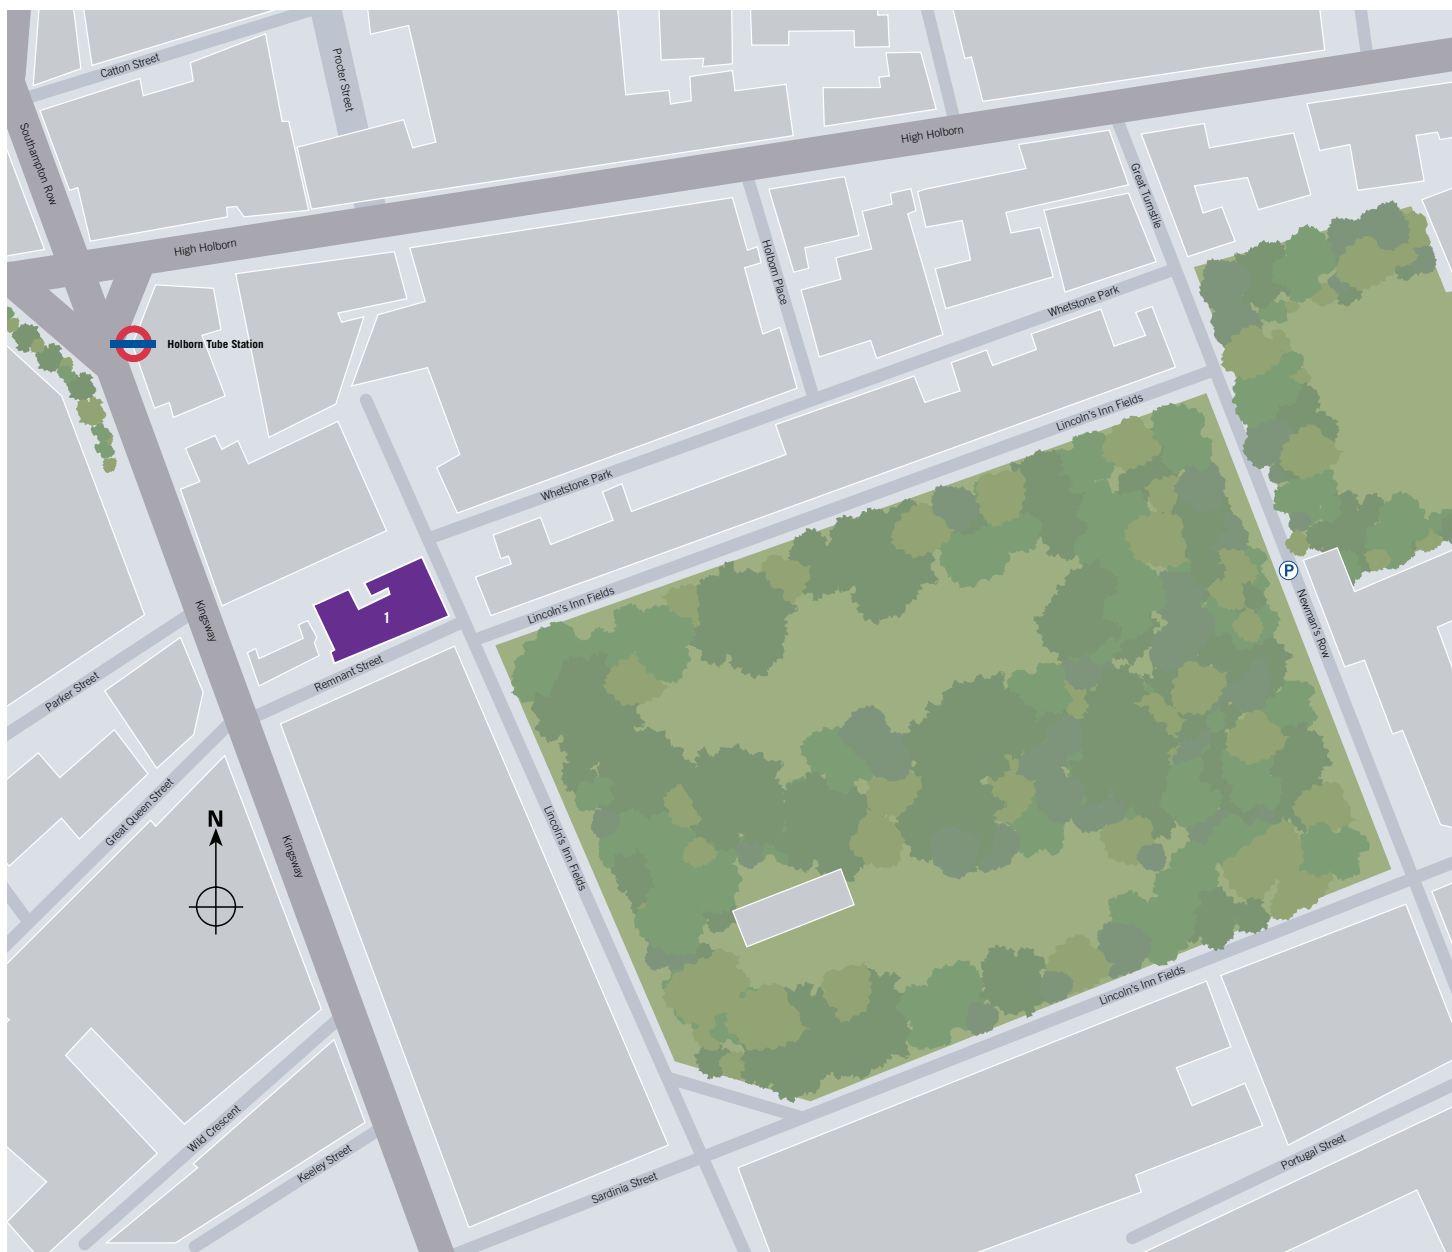 Catton Street
Procter Street
Southampton Row
High Holborn
High Holborn
Great Turnstile
Holborn Place
Whetstone Park
Holborn Tube Station
Lincoln's Inn Fields
Whetstone Park
P
Lincoln's Inn Fields
Newman's Row
Kingsway
1
Remnant Street
Parker Street
Great Queen Street
N
Kingsway
Lincoln's Inn Fields
Lincoln's Inn Fields
Wild Crescent
Keeley Street
Sardinia Street
Portugal Street